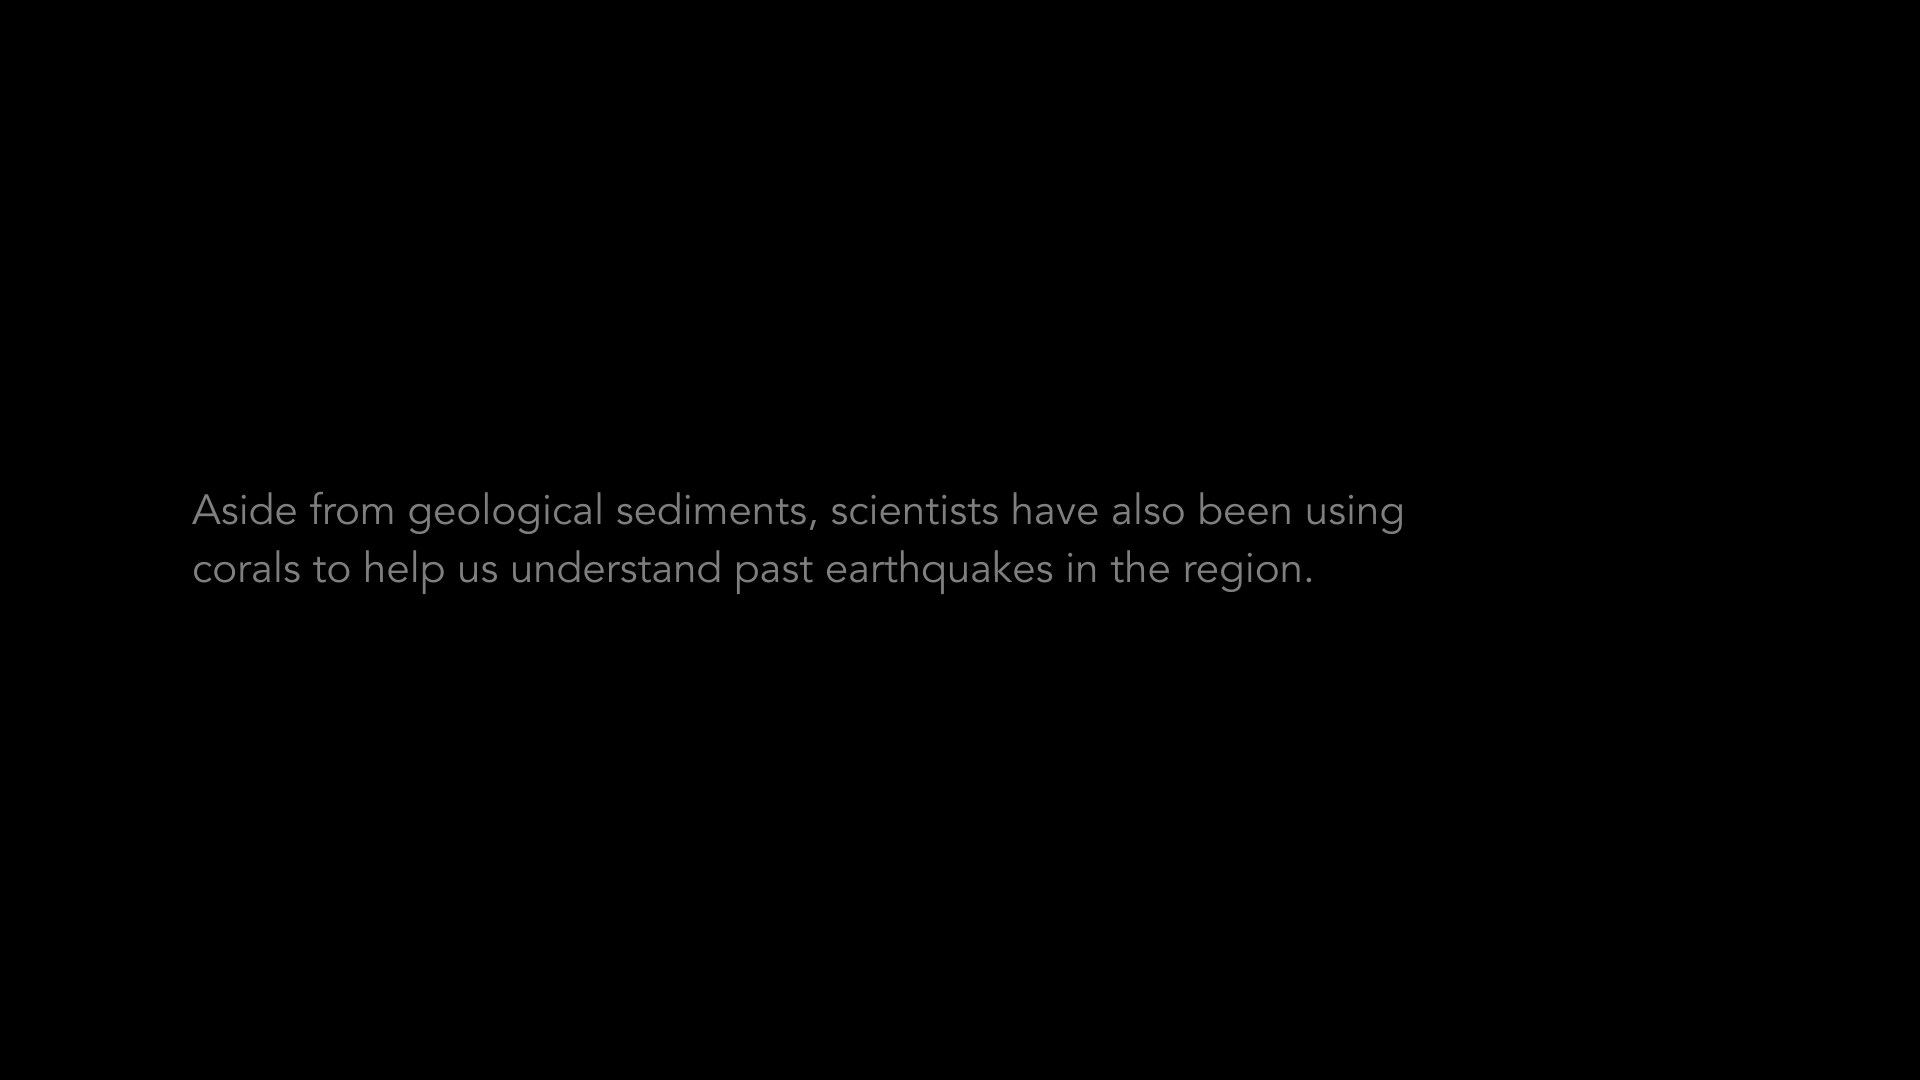 Aside from geological sediments, scientists have also been using
corals to help us understand past earthquakes in the region.